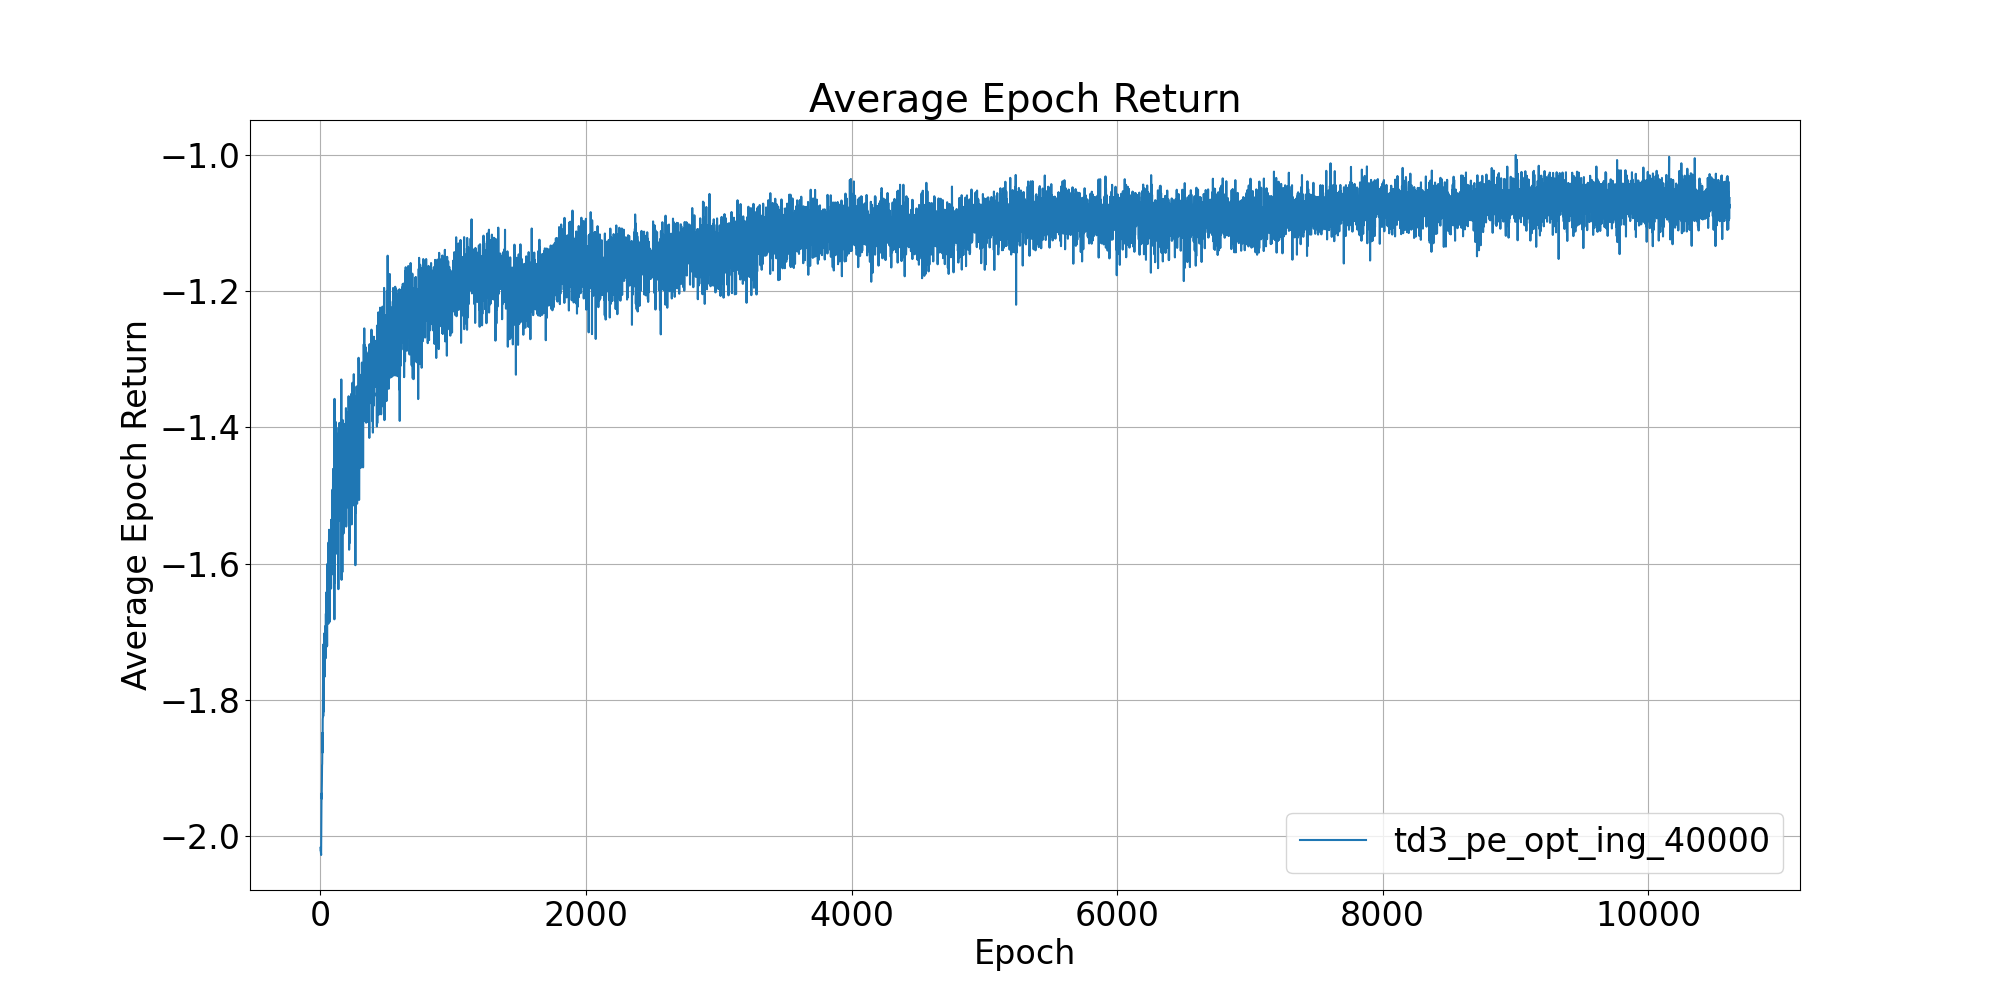 Average Epoch Return
Average Epoch Return
−1.0
−1.2
−1.4
−1.6
−1.8
−2.0
0 2000 4000 6000 8000 10000
Epoch
td3_pe_opt_ing_40000